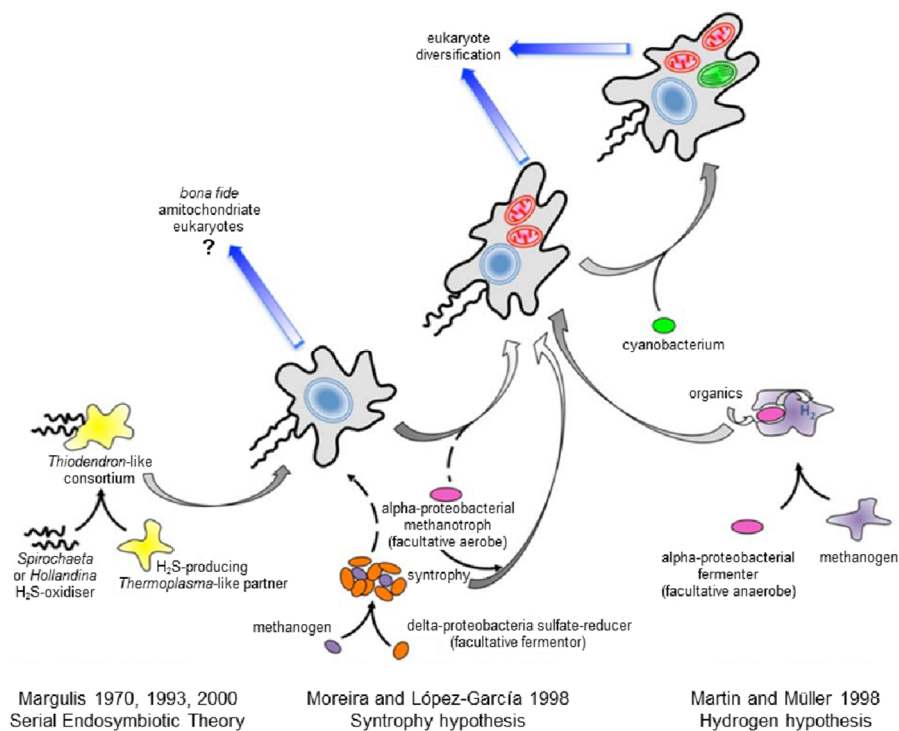 eukaryote
diversification
bona fide
amitochondriate
eukaryotes
?
cyanobacterium
organics
H2
Thiodendron-like
consortium
alpha-proteobacterial
methanotroph
(facultative aerobe)
Spirochaeta
or Hollandina
H2S-oxidiser
H2S-producing
Thermoplasma-like partner
syntrophy
alpha-proteobacterial
fermenter
(facultative anaerobe)
methanogen
methanogen
delta-proteobacteria sulfate-reducer
(facultative fermentor)
Margulis 1970, 1993, 2000
Serial Endosymbiotic Theory
Moreira and López-García 1998
Syntrophy hypothesis
Martin and Müller 1998
Hydrogen hypothesis